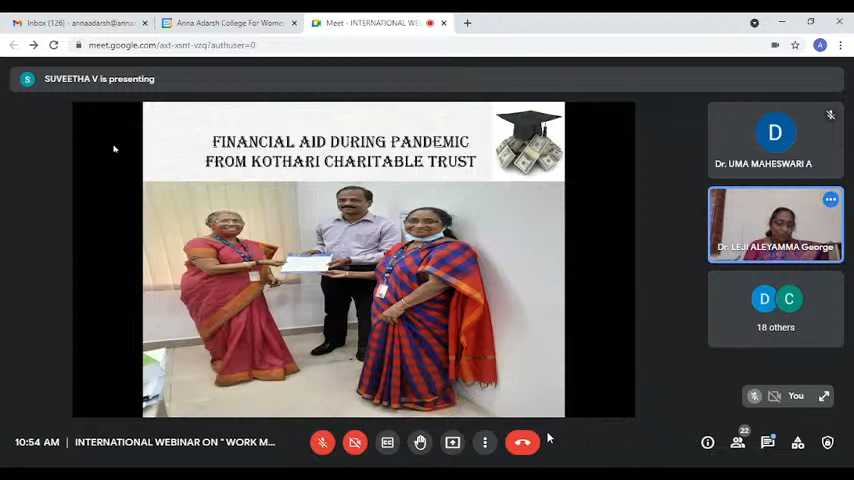 Inbox (126) - annaadarsh@anna
Anna Adarsh College For Women
Meet - INTERNATIONAL WE
meet.google.com/axt-xsnt-vzq?authuser=0
A
S
SUVEETHA V is presenting
FINANCIAL AID DURING PANDEMIC
FROM KOTHARI CHARITABLE TRUST
D
Dr. UMA MAHESWARI A
Dr. LEJI ALEYAMMA George
D C
18 others
You
10:54 AM | INTERNATIONAL WEBINAR ON " WORK M...
22